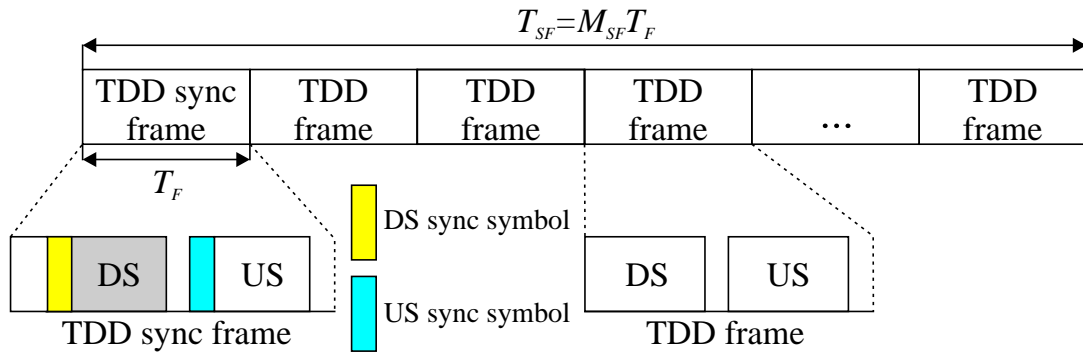 T_SF=M_SF T_F
TDD sync frame
TDD frame
TDD frame
TDD frame
...
TDD frame
T_F
DS sync symbol
US sync symbol
DS
US
TDD sync frame
DS
US
TDD frame